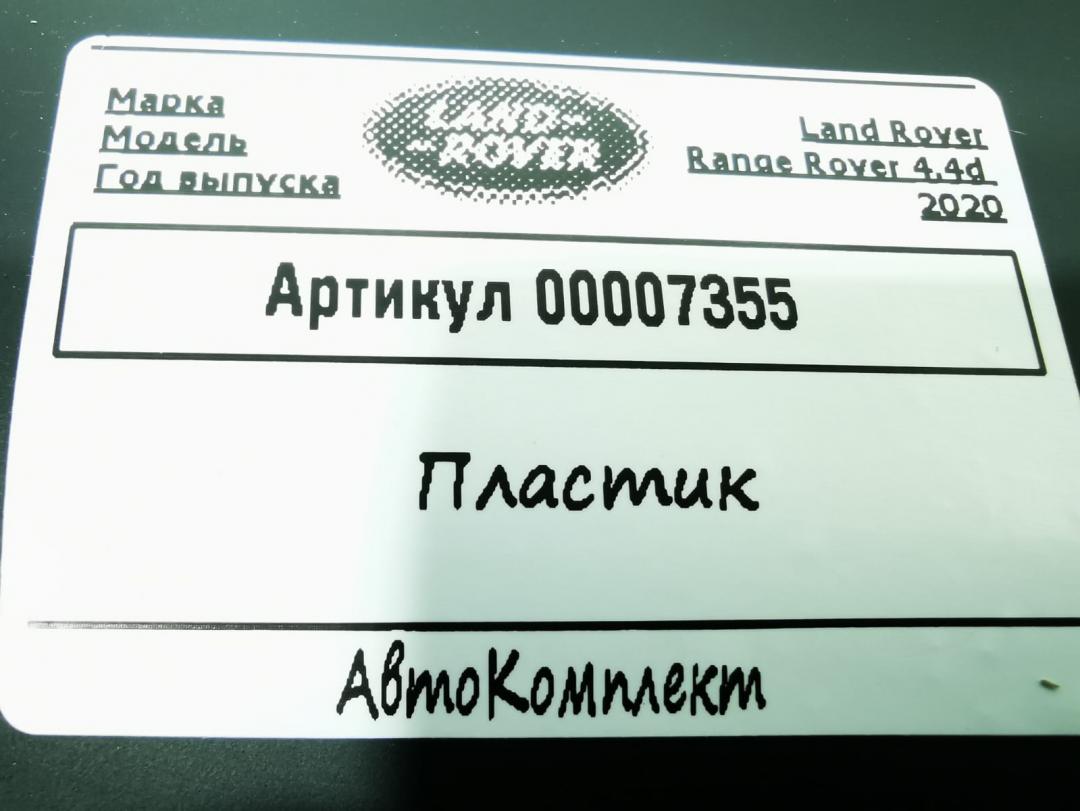 Марка
Модель
Год выпуска
LAND-
-ROVER
Land Rover
Range Rover 4.4d
2020
Артикул 00007355
Пластик
АвтоКомплект